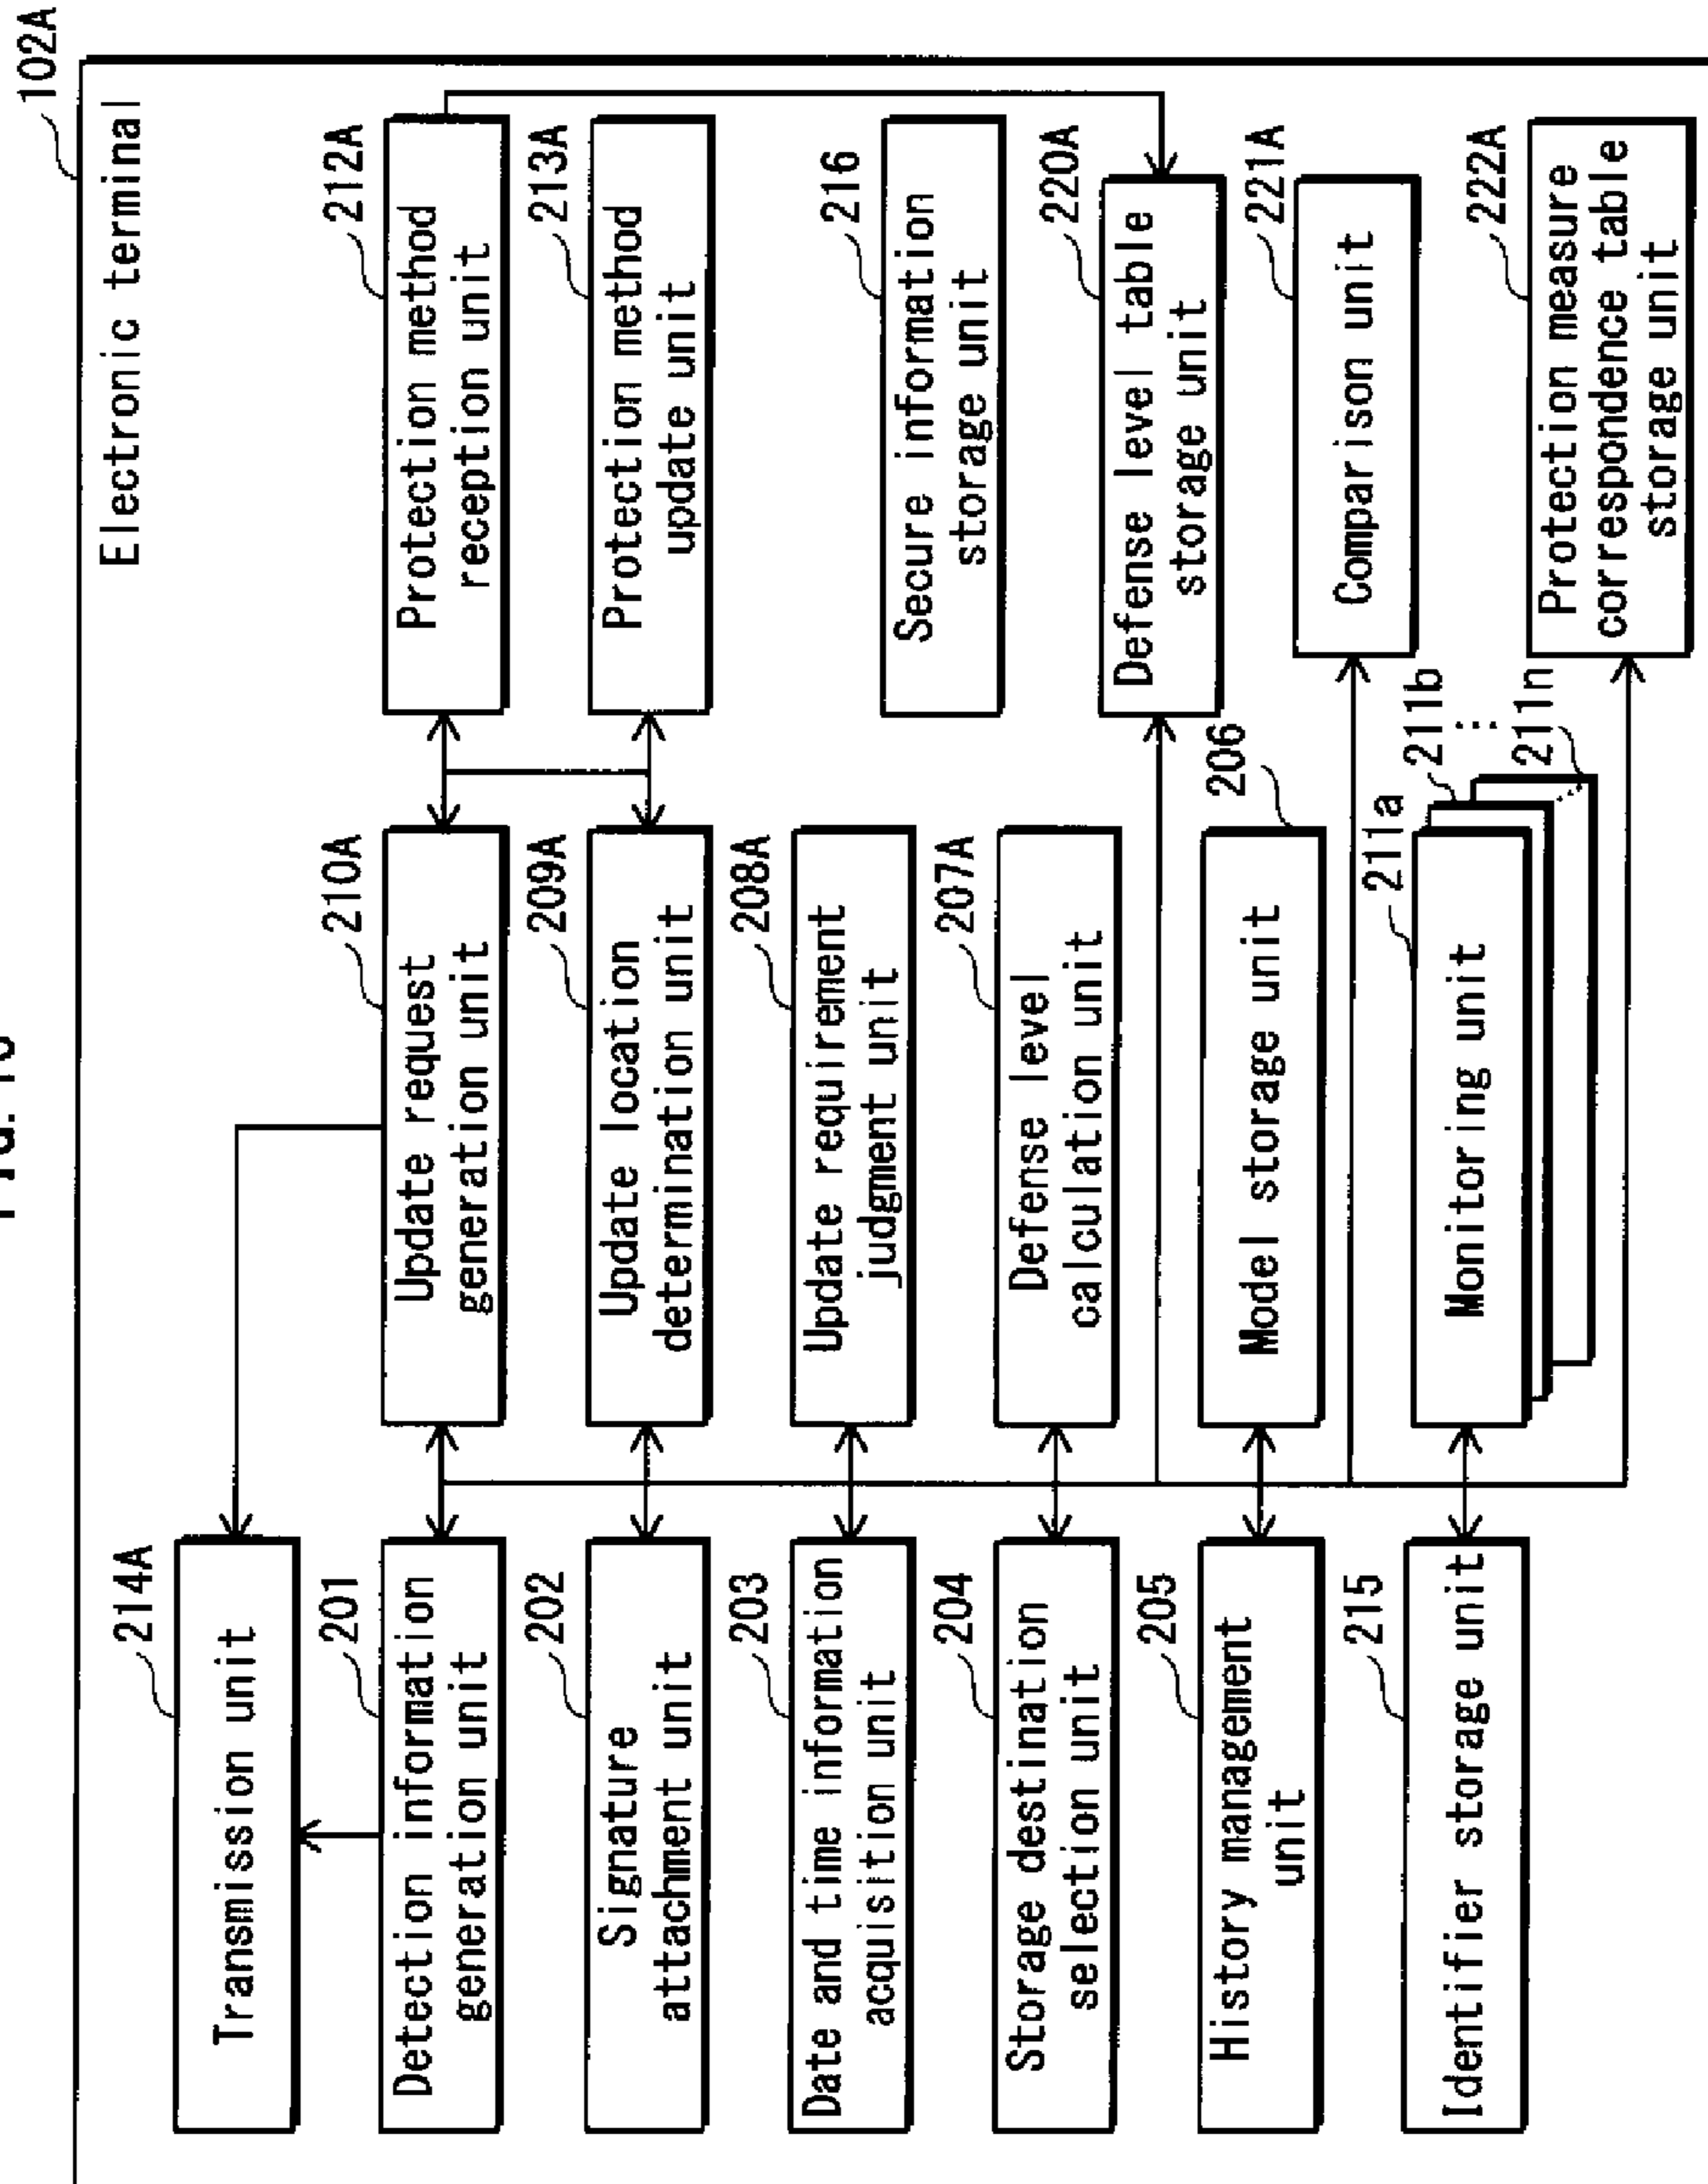 102A
Electronic terminal
214A
Transmission unit
201
Detection information
generation unit
202
Signature
attachment unit
203
Date and time information
acquisition unit
204
Storage destination
selection unit
205
History management
unit
215
Identifier storage unit
210A
Update request
generation unit
209A
Update location
determination unit
208A
Update requirement
judgment unit
207A
Defense level
calculation unit
206
Model storage unit
211a
211b
211n
Monitoring unit
212A
Protection method
reception unit
213A
Protection method
update unit
216
Secure information
storage unit
220A
Defense level table
storage unit
221A
Comparison unit
222A
Protection measure
correspondence table
storage unit